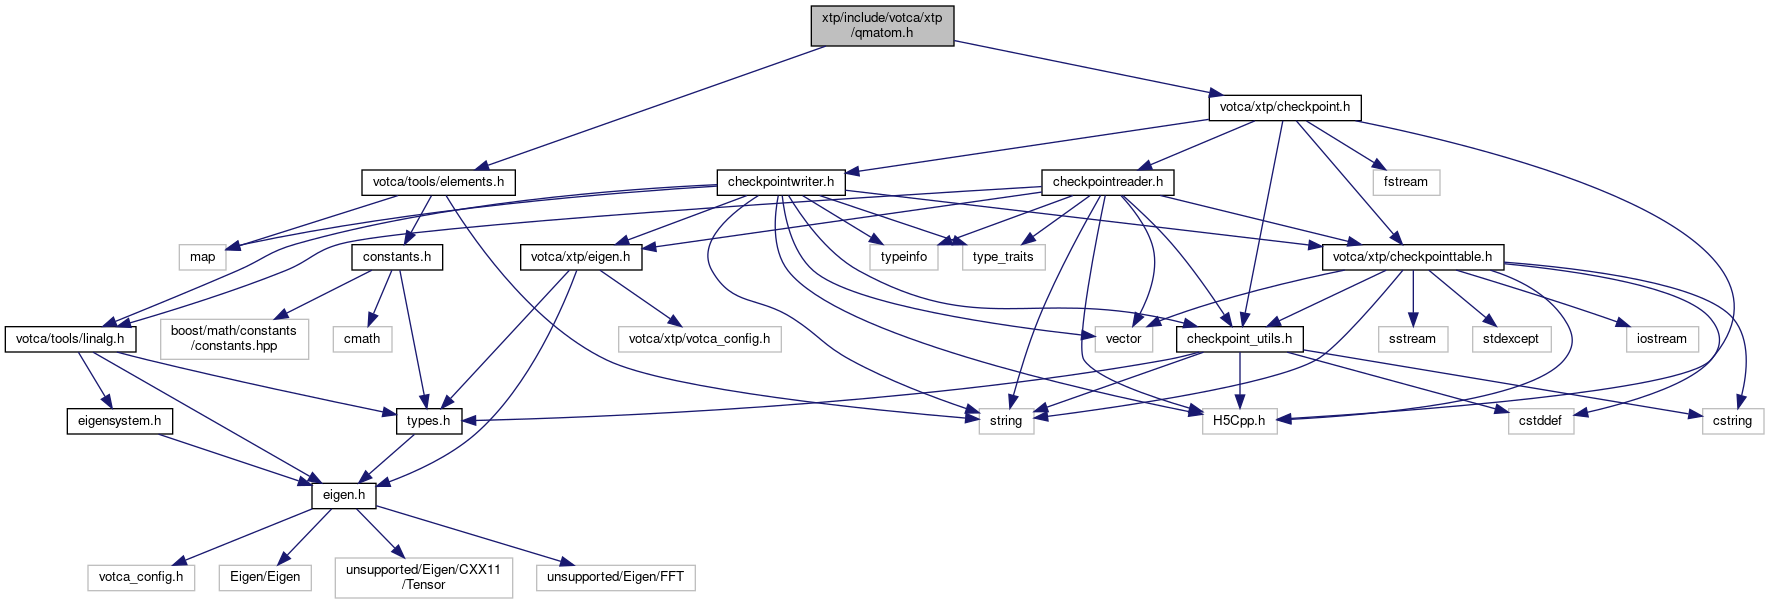 xtp/include/votca/xtp
/qmatom.h
votca/xtp/checkpoint.h
votca/tools/elements.h
checkpointwriter.h
checkpointreader.h
fstream
map
constants.h
votca/xtp/eigen.h
typeinfo
type_traits
votca/xtp/checkpointtable.h
votca/tools/linalg.h
boost/math/constants
/constants.hpp
cmath
votca/xtp/votca_config.h
vector
checkpoint_utils.h
sstream
stdexcept
iostream
eigensystem.h
types.h
string
H5Cpp.h
cstddef
cstring
eigen.h
votca_config.h
Eigen/Eigen
unsupported/Eigen/CXX11
/Tensor
unsupported/Eigen/FFT